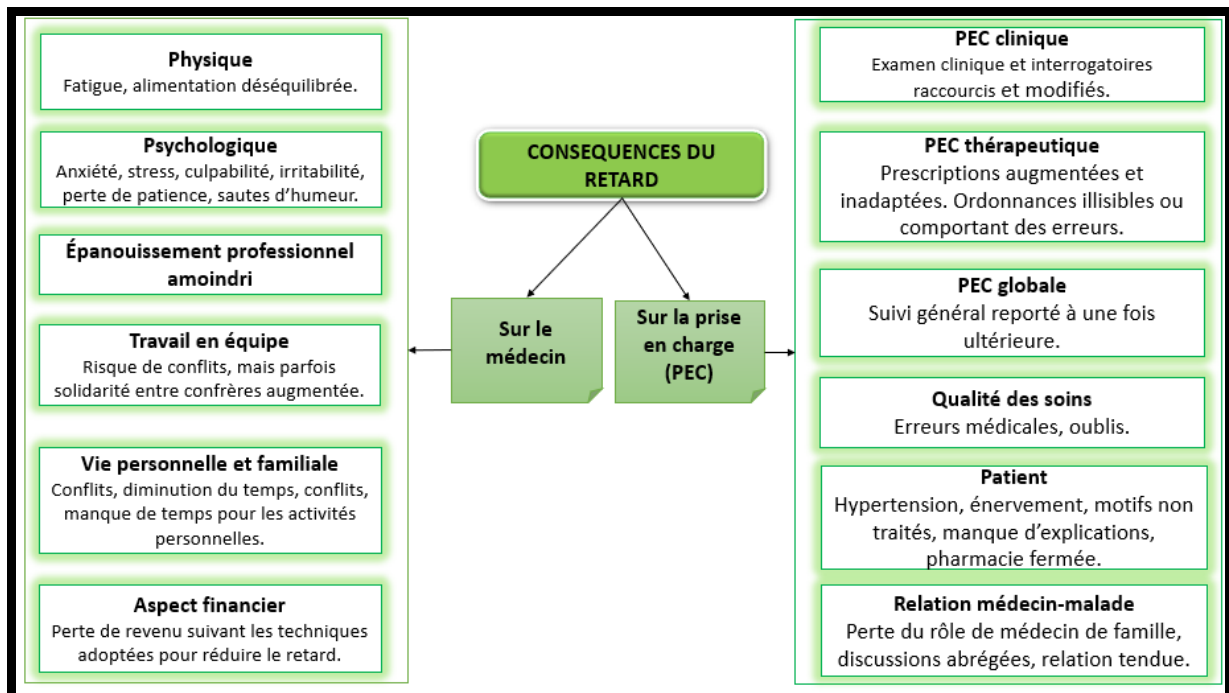 CONSEQUENCES DU
RETARD
Sur le
médecin
Physique
Fatigue, alimentation déséquilibrée.
Psychologique
Anxiété, stress, culpabilité, irritabilité,
perte de patience, sautes d’humeur.
Épanouissement professionnel
amoindri
Travail en équipe
Risque de conflits, mais parfois
solidarité entre confrères augmentée.
Vie personnelle et familiale
Conflits, diminution du temps, conflits,
manque de temps pour les activités
personnelles.
Aspect financier
Perte de revenu suivant les techniques
adoptées pour réduire le retard.
Sur la prise
en charge
(PEC)
PEC clinique
Examen clinique et interrogatoires
raccourcis et modifiés.
PEC thérapeutique
Prescriptions augmentées et
inadaptées. Ordonnances illisibles ou
comportant des erreurs.
PEC globale
Suivi général reporté à une fois
ultérieure.
Qualité des soins
Erreurs médicales, oublis.
Patient
Hypertension, énervement, motifs non
traités, manque d’explications,
pharmacie fermée.
Relation médecin-malade
Perte du rôle de médecin de famille,
discussions abrégées, relation tendue.